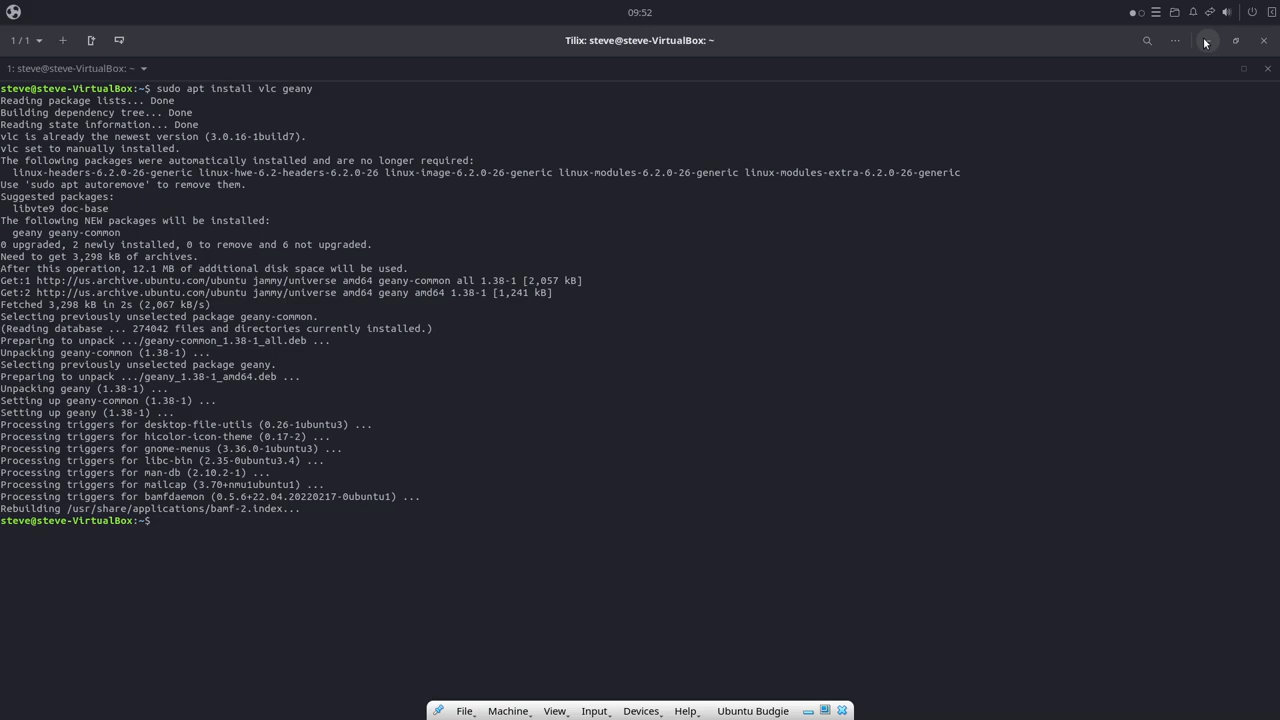 09:52
1 / 1
Tilix: steve@steve-VirtualBox: ~
1: steve@steve-VirtualBox: ~
steve@steve-VirtualBox:~$ sudo apt install vlc geany
Reading package lists... Done
Building dependency tree... Done
Reading state information... Done
vlc is already the newest version (3.0.16-1build7).
vlc set to manually installed.
The following packages were automatically installed and are no longer required:
  linux-headers-6.2.0-26-generic linux-hwe-6.2-headers-6.2.0-26 linux-image-6.2.0-26-generic linux-modules-6.2.0-26-generic linux-modules-extra-6.2.0-26-generic
Use 'sudo apt autoremove' to remove them.
Suggested packages:
  libvte9 doc-base
The following NEW packages will be installed:
  geany geany-common
0 upgraded, 2 newly installed, 0 to remove and 6 not upgraded.
Need to get 3,298 kB of archives.
After this operation, 12.1 MB of additional disk space will be used.
Get:1 http://us.archive.ubuntu.com/ubuntu jammy/universe amd64 geany-common all 1.38-1 [2,057 kB]
Get:2 http://us.archive.ubuntu.com/ubuntu jammy/universe amd64 geany amd64 1.38-1 [1,241 kB]
Fetched 3,298 kB in 2s (2,067 kB/s)
Selecting previously unselected package geany-common.
(Reading database ... 274042 files and directories currently installed.)
Preparing to unpack .../geany-common_1.38-1_all.deb ...
Unpacking geany-common (1.38-1) ...
Selecting previously unselected package geany.
Preparing to unpack .../geany_1.38-1_amd64.deb ...
Unpacking geany (1.38-1) ...
Setting up geany-common (1.38-1) ...
Setting up geany (1.38-1) ...
Processing triggers for desktop-file-utils (0.26-1ubuntu3) ...
Processing triggers for hicolor-icon-theme (0.17-2) ...
Processing triggers for gnome-menus (3.36.0-1ubuntu3) ...
Processing triggers for libc-bin (2.35-0ubuntu3.4) ...
Processing triggers for man-db (2.10.2-1) ...
Processing triggers for mailcap (3.70+nmu1ubuntu1) ...
Processing triggers for bamfdaemon (0.5.6+22.04.20220217-0ubuntu1) ...
Rebuilding /usr/share/applications/bamf-2.index...
steve@steve-VirtualBox:~$
File Machine View Input Devices Help Ubuntu Budgie